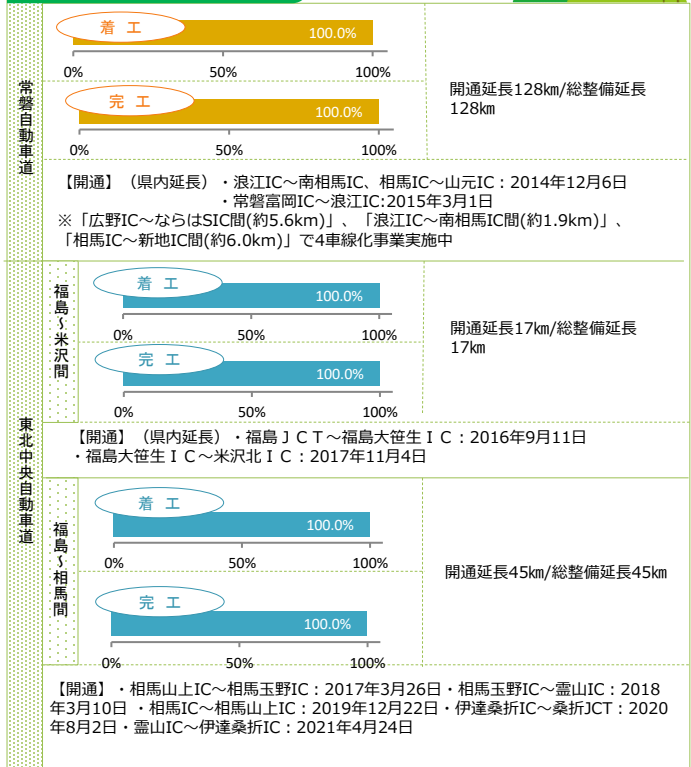 常磐自動車道
着 工
100.0%
0% 50% 100%
完 工
100.0%
0% 50% 100%
開通延長128㎞/総整備延長
128㎞
【開通】（県内延長）・浪江IC～南相馬IC、相馬IC～山元IC：2014年12月6日
・常磐富岡IC～浪江IC:2015年3月1日
※「広野IC～ならはSIC間(約5.6km)」、「浪江IC～南相馬IC間(約1.9km)」、
「相馬IC～新地IC間(約6.0km)」で4車線化事業実施中
東北中央自動車道
福島～米沢間
着 工
100.0%
0% 50% 100%
完 工
100.0%
0% 50% 100%
開通延長17㎞/総整備延長
17㎞
【開通】（県内延長）・福島ＪＣＴ～福島大笹生ＩＣ：2016年9月11日
・福島大笹生ＩＣ～米沢北ＩＣ：2017年11月4日
福島～相馬間
着 工
100.0%
0% 50% 100%
完 工
100.0%
0% 50% 100%
開通延長45㎞/総整備延長45㎞
【開通】・相馬山上IC～相馬玉野IC：2017年3月26日・相馬玉野IC～霊山IC：2018
年3月10日 ・相馬IC～相馬山上IC：2019年12月22日・伊達桑折IC～桑折JCT：2020
年8月2日・霊山IC～伊達桑折IC：2021年4月24日